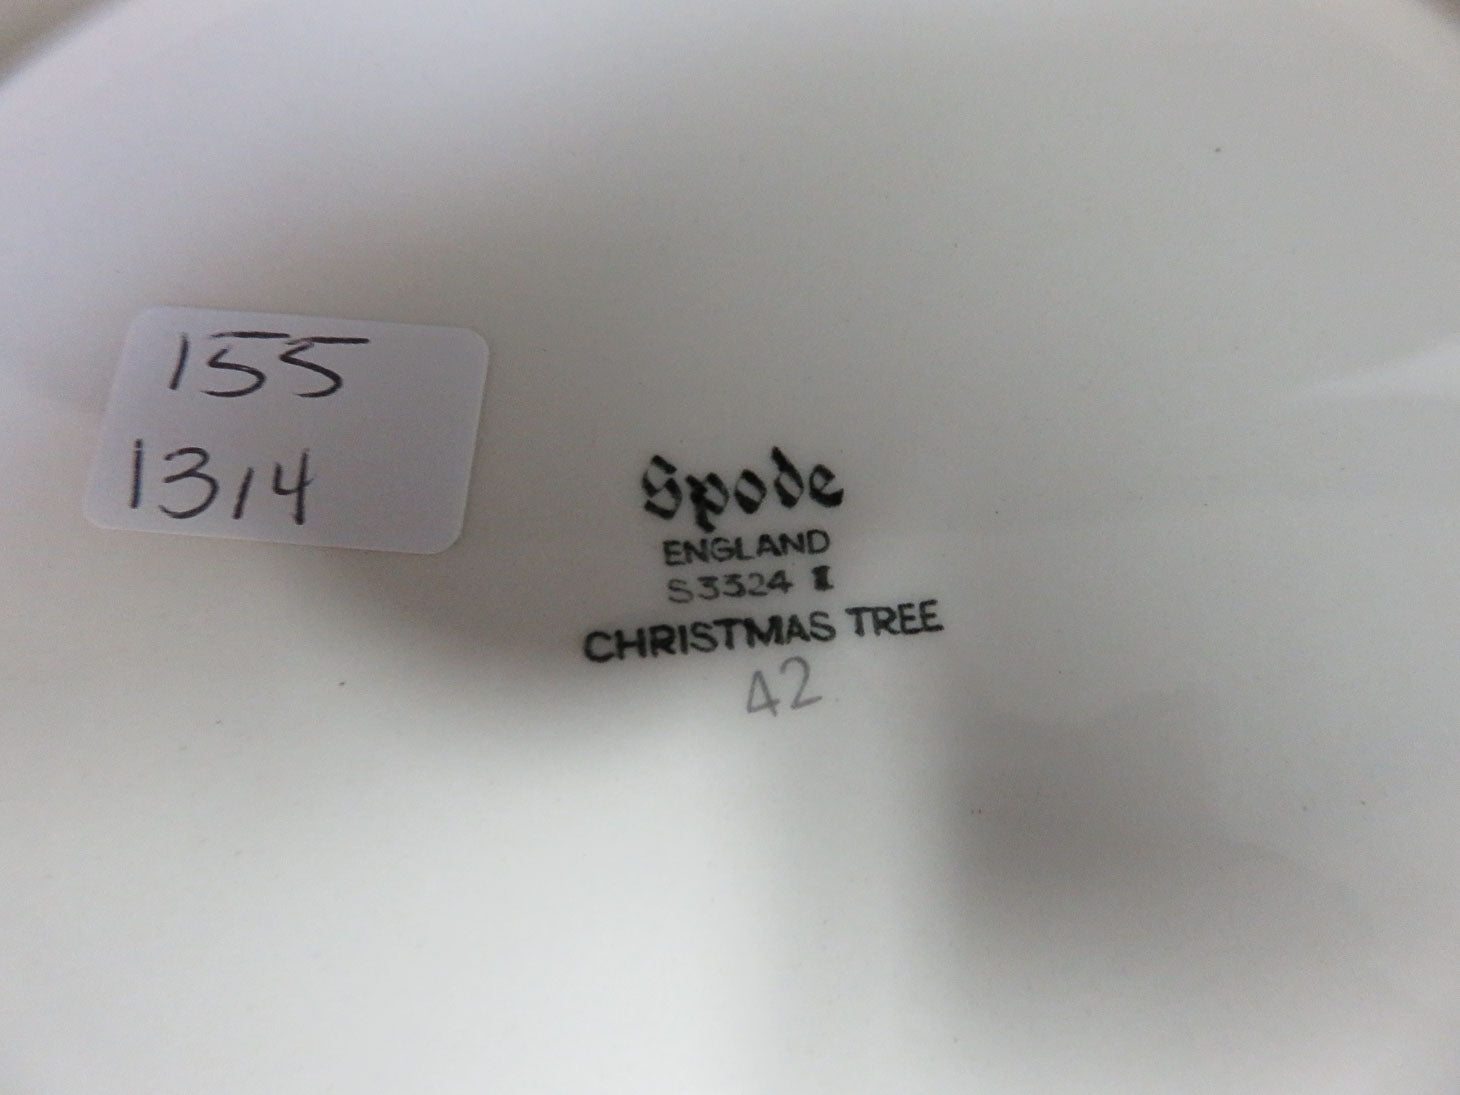 155
1314
Spode
ENGLAND
S3324
CHRISTMAS TREE
42